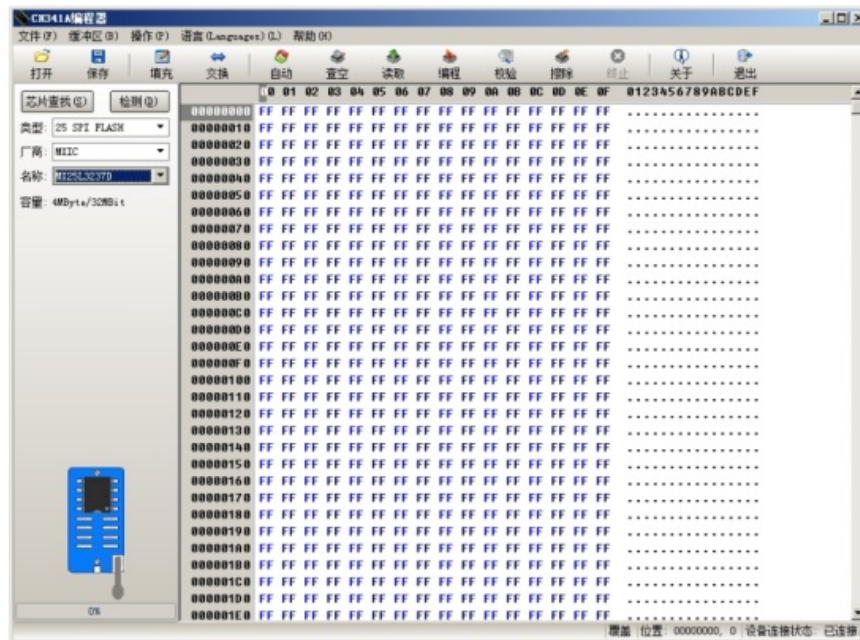 CH341A编程器
文件(F) 缓冲区(B) 操作(P) 语言(Languages)(L) 帮助(H)
打开 保存 填充 交换 自动 查空 读取 编程 校验 擦除 终止 关于 退出
芯片查找(S) 检测(D)
类型: 25 SPI FLASH
厂商: MIIC
名称: MI25L3237D
容量: 4MByte/32MBit
0%
00 01 02 03 04 05 06 07 08 09 0A 0B 0C 0D 0E 0F 0123456789ABCDEF
00000000 FF FF FF FF FF FF FF FF FF FF FF FF FF FF FF FF ................
00000010 FF FF FF FF FF FF FF FF FF FF FF FF FF FF FF FF ................
00000020 FF FF FF FF FF FF FF FF FF FF FF FF FF FF FF FF ................
00000030 FF FF FF FF FF FF FF FF FF FF FF FF FF FF FF FF ................
00000040 FF FF FF FF FF FF FF FF FF FF FF FF FF FF FF FF ................
00000050 FF FF FF FF FF FF FF FF FF FF FF FF FF FF FF FF ................
00000060 FF FF FF FF FF FF FF FF FF FF FF FF FF FF FF FF ................
00000070 FF FF FF FF FF FF FF FF FF FF FF FF FF FF FF FF ................
00000080 FF FF FF FF FF FF FF FF FF FF FF FF FF FF FF FF ................
00000090 FF FF FF FF FF FF FF FF FF FF FF FF FF FF FF FF ................
000000A0 FF FF FF FF FF FF FF FF FF FF FF FF FF FF FF FF ................
000000B0 FF FF FF FF FF FF FF FF FF FF FF FF FF FF FF FF ................
000000C0 FF FF FF FF FF FF FF FF FF FF FF FF FF FF FF FF ................
000000D0 FF FF FF FF FF FF FF FF FF FF FF FF FF FF FF FF ................
000000E0 FF FF FF FF FF FF FF FF FF FF FF FF FF FF FF FF ................
000000F0 FF FF FF FF FF FF FF FF FF FF FF FF FF FF FF FF ................
00000100 FF FF FF FF FF FF FF FF FF FF FF FF FF FF FF FF ................
00000110 FF FF FF FF FF FF FF FF FF FF FF FF FF FF FF FF ................
00000120 FF FF FF FF FF FF FF FF FF FF FF FF FF FF FF FF ................
00000130 FF FF FF FF FF FF FF FF FF FF FF FF FF FF FF FF ................
00000140 FF FF FF FF FF FF FF FF FF FF FF FF FF FF FF FF ................
00000150 FF FF FF FF FF FF FF FF FF FF FF FF FF FF FF FF ................
00000160 FF FF FF FF FF FF FF FF FF FF FF FF FF FF FF FF ................
00000170 FF FF FF FF FF FF FF FF FF FF FF FF FF FF FF FF ................
00000180 FF FF FF FF FF FF FF FF FF FF FF FF FF FF FF FF ................
00000190 FF FF FF FF FF FF FF FF FF FF FF FF FF FF FF FF ................
000001A0 FF FF FF FF FF FF FF FF FF FF FF FF FF FF FF FF ................
000001B0 FF FF FF FF FF FF FF FF FF FF FF FF FF FF FF FF ................
000001C0 FF FF FF FF FF FF FF FF FF FF FF FF FF FF FF FF ................
000001D0 FF FF FF FF FF FF FF FF FF FF FF FF FF FF FF FF ................
000001E0 FF FF FF FF FF FF FF FF FF FF FF FF FF FF FF FF ................
覆盖 位置: 00000000, 0 设备连接状态: 已连接